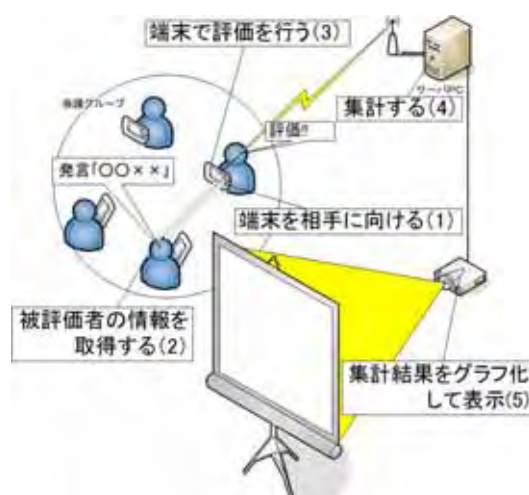 端末で評価を行う(3)
サーバPC
集計する(4)
会議グループ
評価!!
発言「〇〇××」
端末を相手に向ける(1)
被評価者の情報を
取得する(2)
集計結果をグラフ化
して表示(5)